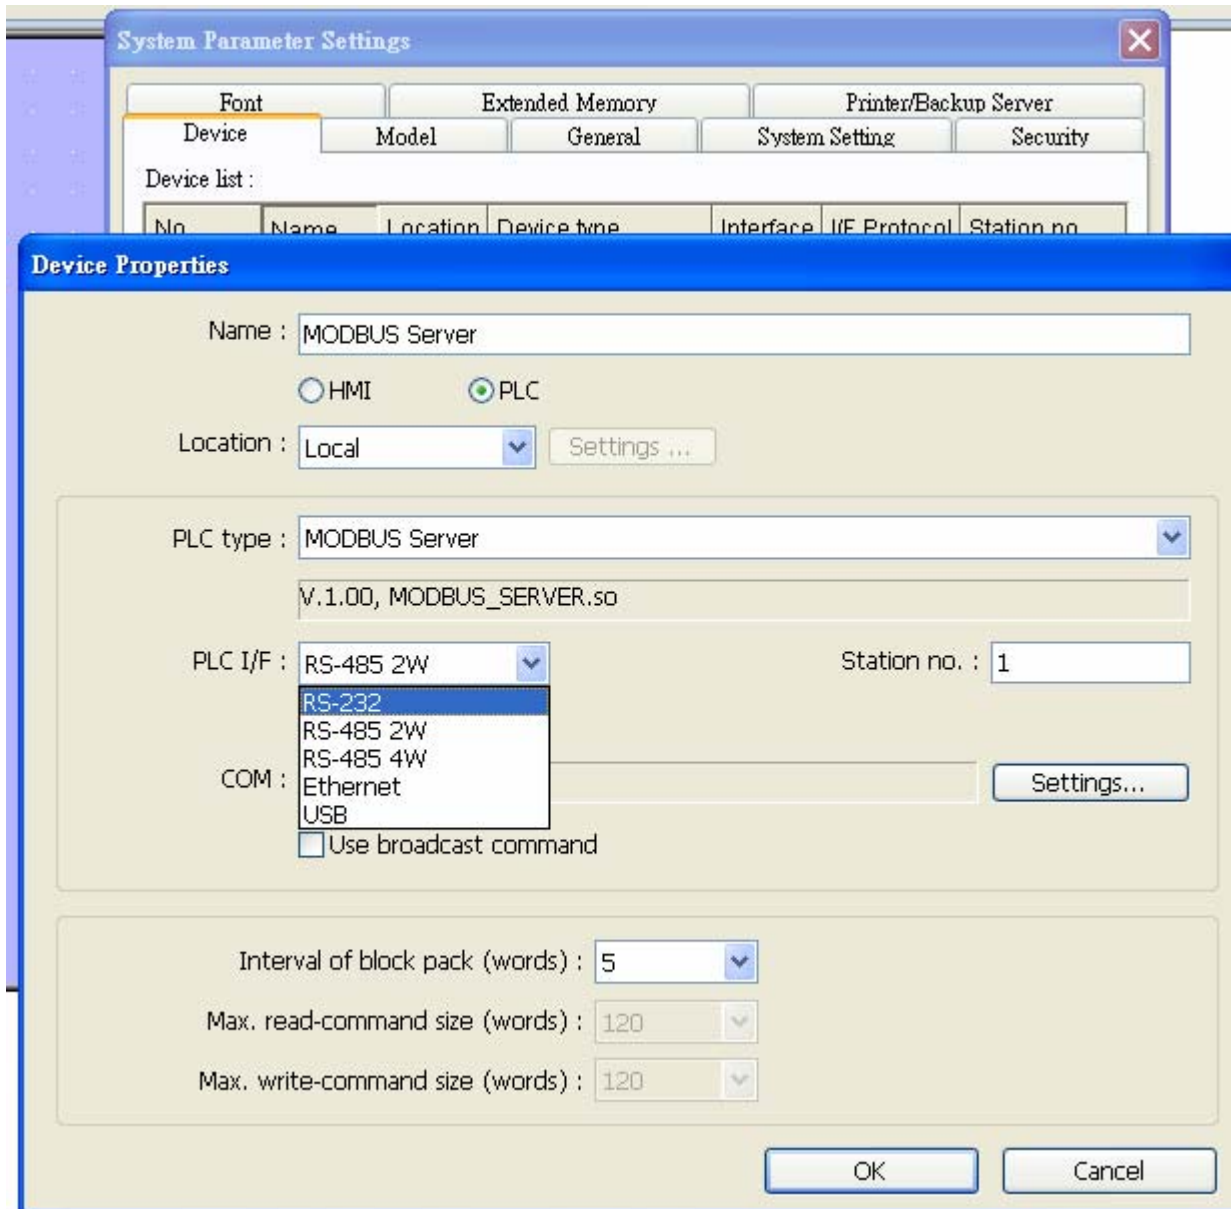 System Parameter Settings
Font Extended Memory Printer/Backup Server
Device Model General System Setting Security
Device list :
No. Name Location Device type Interface I/F Protocol Station no.
Device Properties
Name : MODBUS Server
HMI PLC
Location : Local Settings ...
PLC type : MODBUS Server
V.1.00, MODBUS_SERVER.so
PLC I/F : RS-485 2W Station no. : 1
RS-232
RS-485 2W
RS-485 4W
Ethernet
USB
COM : Settings...
Use broadcast command
Interval of block pack (words) : 5
Max. read-command size (words) : 120
Max. write-command size (words) : 120
OK Cancel